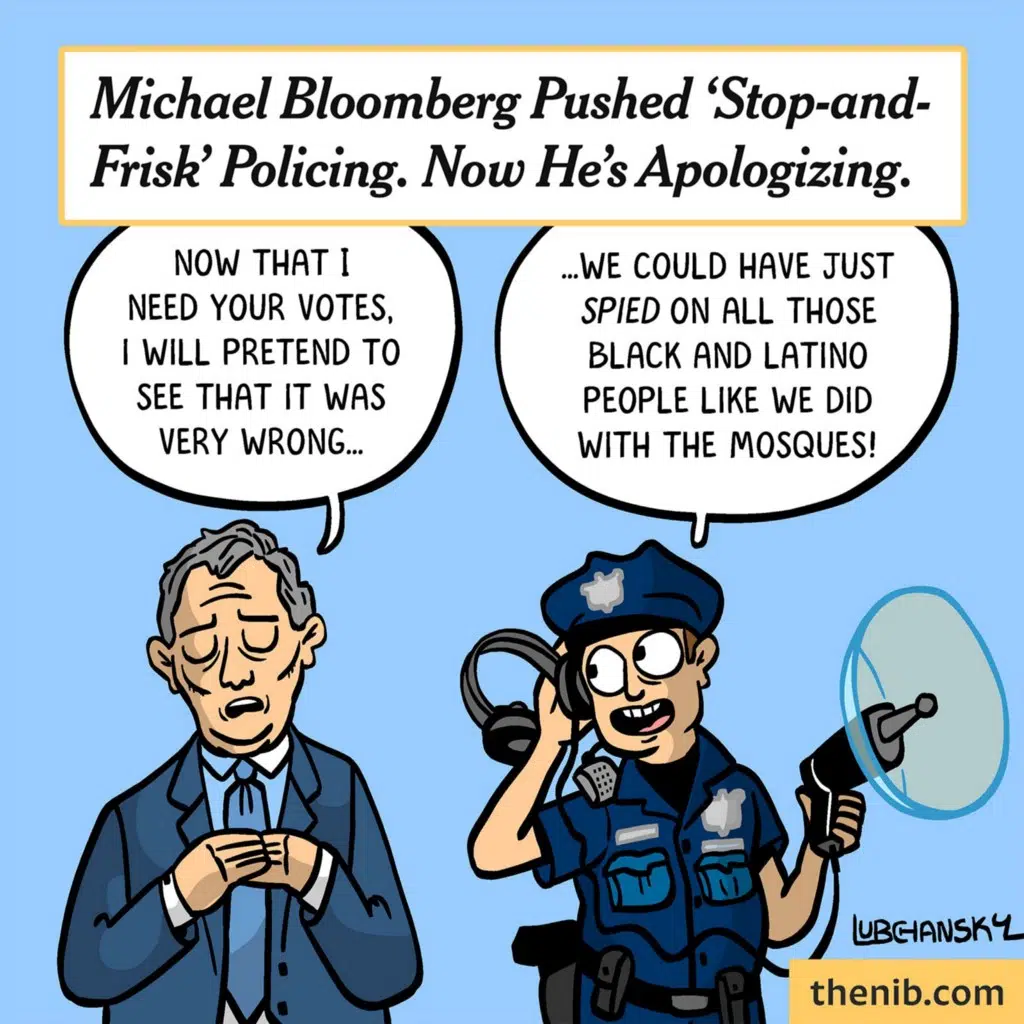 Michael Bloomberg Pushed ‘Stop-and-
Frisk’ Policing. Now He’s Apologizing.
NOW THAT I
NEED YOUR VOTES,
I WILL PRETEND TO
SEE THAT IT WAS
VERY WRONG...
...WE COULD HAVE JUST
SPIED ON ALL THOSE
BLACK AND LATINO
PEOPLE LIKE WE DID
WITH THE MOSQUES!
LUBCHANSKY
thenib.com